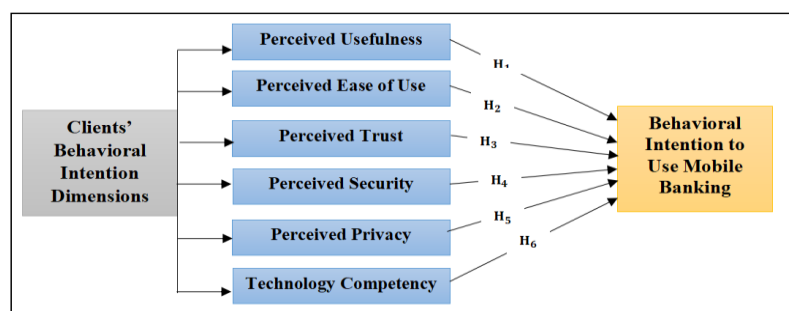 Perceived Usefulness
H1
Perceived Ease of Use
H2
Clients'
Behavioral
Intention
Dimensions
Perceived Trust
H3
Behavioral
Intention to
Use Mobile
Banking
Perceived Security
H4
Perceived Privacy
H5
H6
Technology Competency